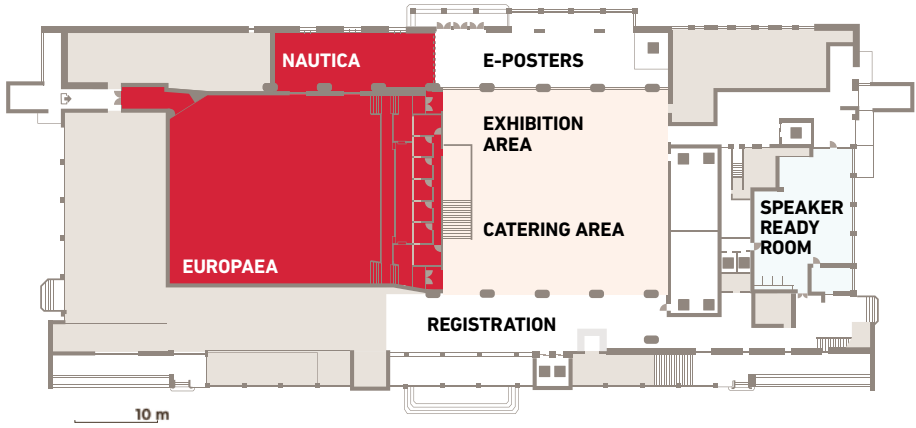 NAUTICA
E-POSTERS
EXHIBITION
AREA
CATERING AREA
SPEAKER
READY
ROOM
EUROPAEA
REGISTRATION
10 m